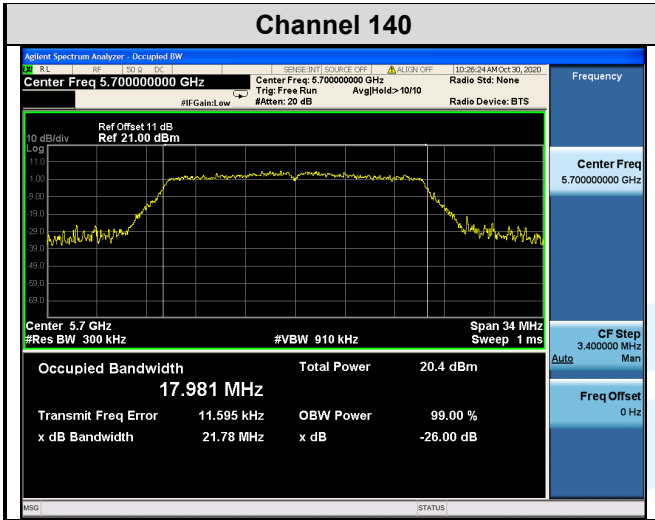 Channel 140
Agilent Spectrum Analyzer - Occupied BW
RL RF 50 Ω DC SENSE:INT SOURCE OFF ALIGN OFF 10:26:24 AM Oct 30, 2020
Center Freq 5.700000000 GHz
Center Freq: 5.700000000 GHz
Radio Std: None
Trig: Free Run Avg|Hold:>10/10
#IFGain:Low
#Atten: 20 dB
Radio Device: BTS
Ref Offset 11 dB
10 dB/div
Ref 21.00 dBm
Log
11.0
1.00
-9.00
-19.0
-29.0
-39.0
-49.0
-59.0
-69.0
Center 5.7 GHz
Span 34 MHz
#Res BW 300 kHz
#VBW 910 kHz
Sweep 1 ms
Occupied Bandwidth
Total Power 20.4 dBm
17.981 MHz
Transmit Freq Error 11.595 kHz OBW Power 99.00 %
x dB Bandwidth 21.78 MHz x dB -26.00 dB
MSG
STATUS
Frequency
Center Freq
5.700000000 GHz
CF Step
3.400000 MHz
Auto Man
Freq Offset
0 Hz